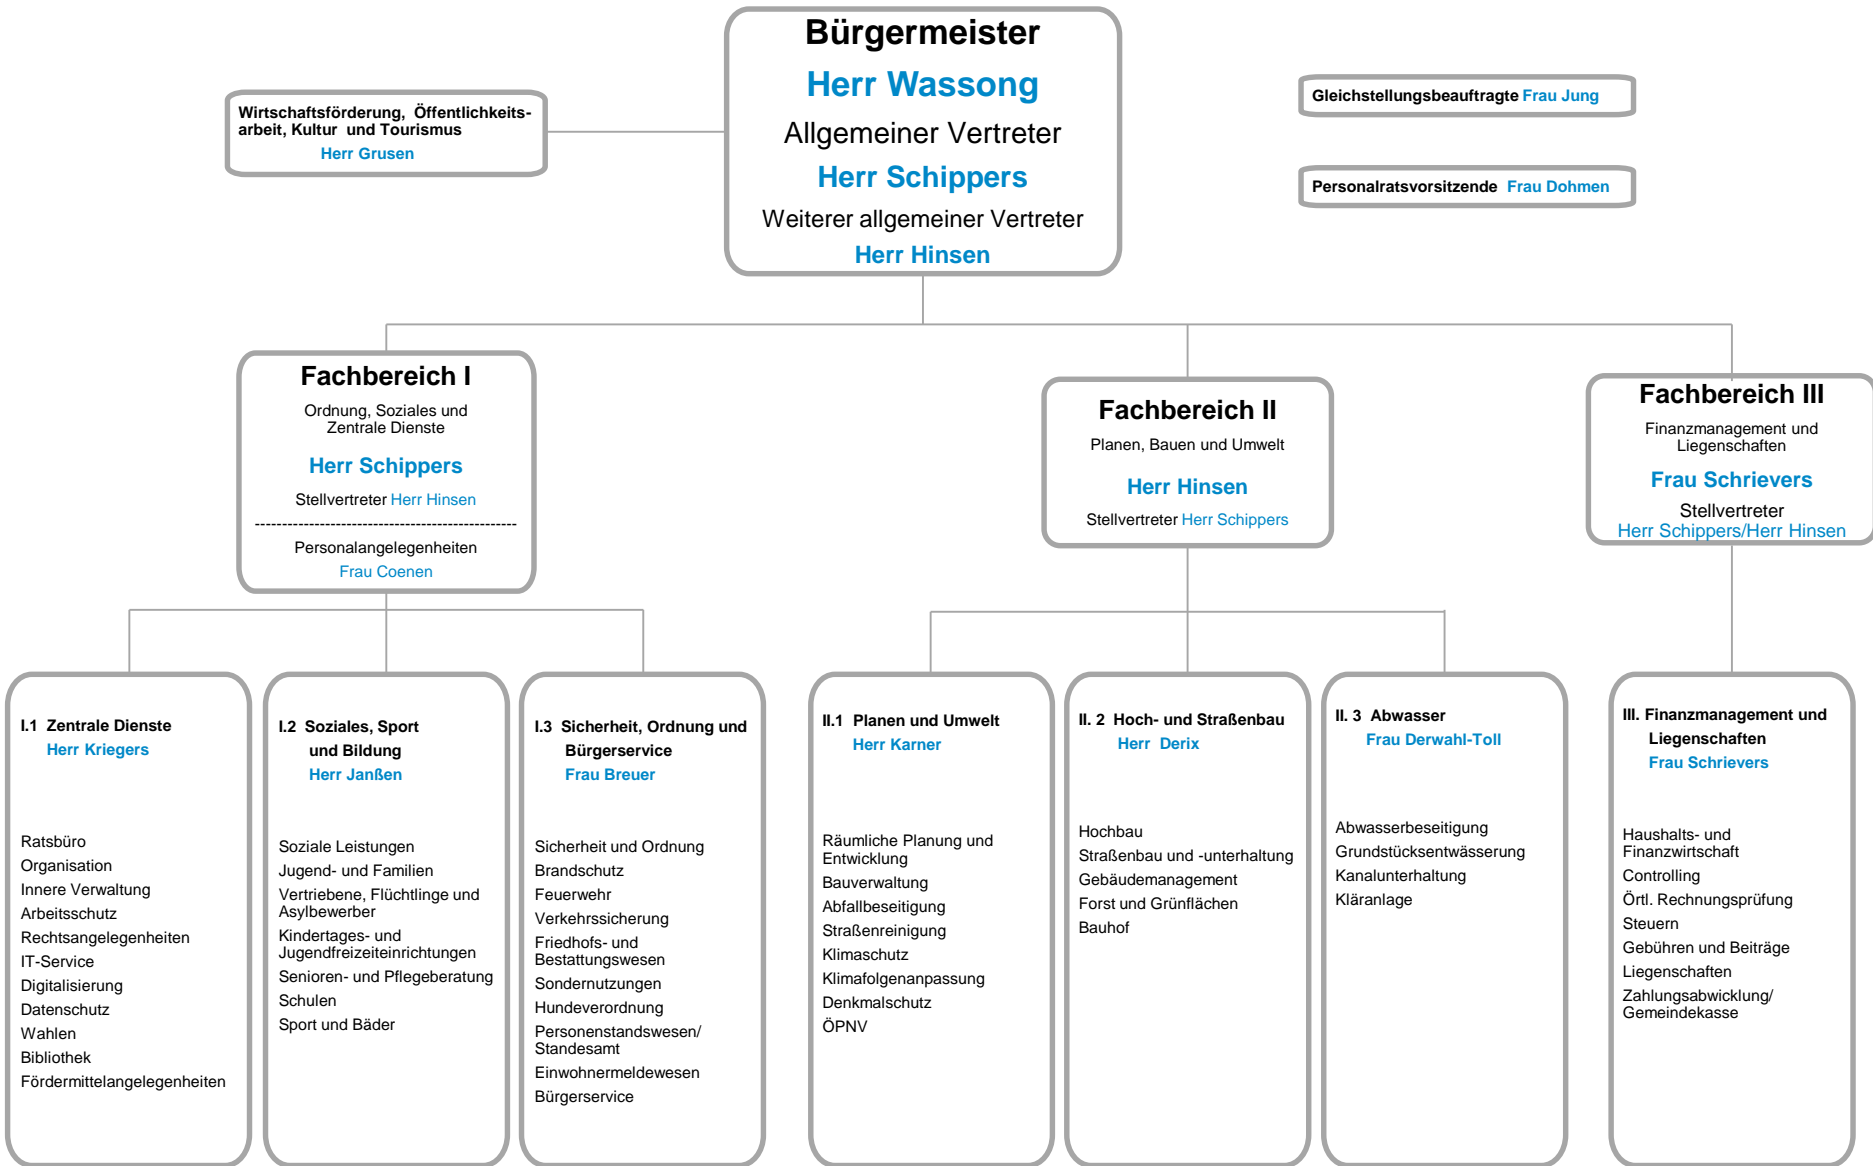 Bürgermeister
Herr Wassong
Allgemeiner Vertreter
Herr Schippers
Weiterer allgemeiner Vertreter
Herr Hinsen
Wirtschaftsförderung, Öffentlichkeits-
arbeit, Kultur und Tourismus
Herr Grusen
Gleichstellungsbeauftragte Frau Jung
Personalratsvorsitzende Frau Dohmen
Fachbereich I
Ordnung, Soziales und
Zentrale Dienste
Herr Schippers
Stellvertreter Herr Hinsen
------------------------------------------------
Personalangelegenheiten
Frau Coenen
Fachbereich II
Planen, Bauen und Umwelt
Herr Hinsen
Stellvertreter Herr Schippers
Fachbereich III
Finanzmanagement und
Liegenschaften
Frau Schrievers
Stellvertreter
Herr Schippers/Herr Hinsen
I.1 Zentrale Dienste
Herr Kriegers
Ratsbüro
Organisation
Innere Verwaltung
Arbeitsschutz
Rechtsangelegenheiten
IT-Service
Digitalisierung
Datenschutz
Wahlen
Bibliothek
Fördermittelangelegenheiten
I.2 Soziales, Sport
und Bildung
Herr Janßen
Soziale Leistungen
Jugend- und Familien
Vertriebene, Flüchtlinge und
Asylbewerber
Kindertages- und
Jugendfreizeiteinrichtungen
Senioren- und Pflegeberatung
Schulen
Sport und Bäder
I.3 Sicherheit, Ordnung und
Bürgerservice
Frau Breuer
Sicherheit und Ordnung
Brandschutz
Feuerwehr
Verkehrssicherung
Friedhofs- und
Bestattungswesen
Sondernutzungen
Hundeverordnung
Personenstandswesen/
Standesamt
Einwohnermeldewesen
Bürgerservice
II.1 Planen und Umwelt
Herr Karner
Räumliche Planung und
Entwicklung
Bauverwaltung
Abfallbeseitigung
Straßenreinigung
Klimaschutz
Klimafolgenanpassung
Denkmalschutz
ÖPNV
II. 2 Hoch- und Straßenbau
Herr Derix
Hochbau
Straßenbau und -unterhaltung
Gebäudemanagement
Forst und Grünflächen
Bauhof
II. 3 Abwasser
Frau Derwahl-Toll
Abwasserbeseitigung
Grundstücksentwässerung
Kanalunterhaltung
Kläranlage
III. Finanzmanagement und
Liegenschaften
Frau Schrievers
Haushalts- und
Finanzwirtschaft
Controlling
Örtl. Rechnungsprüfung
Steuern
Gebühren und Beiträge
Liegenschaften
Zahlungsabwicklung/
Gemeindekasse